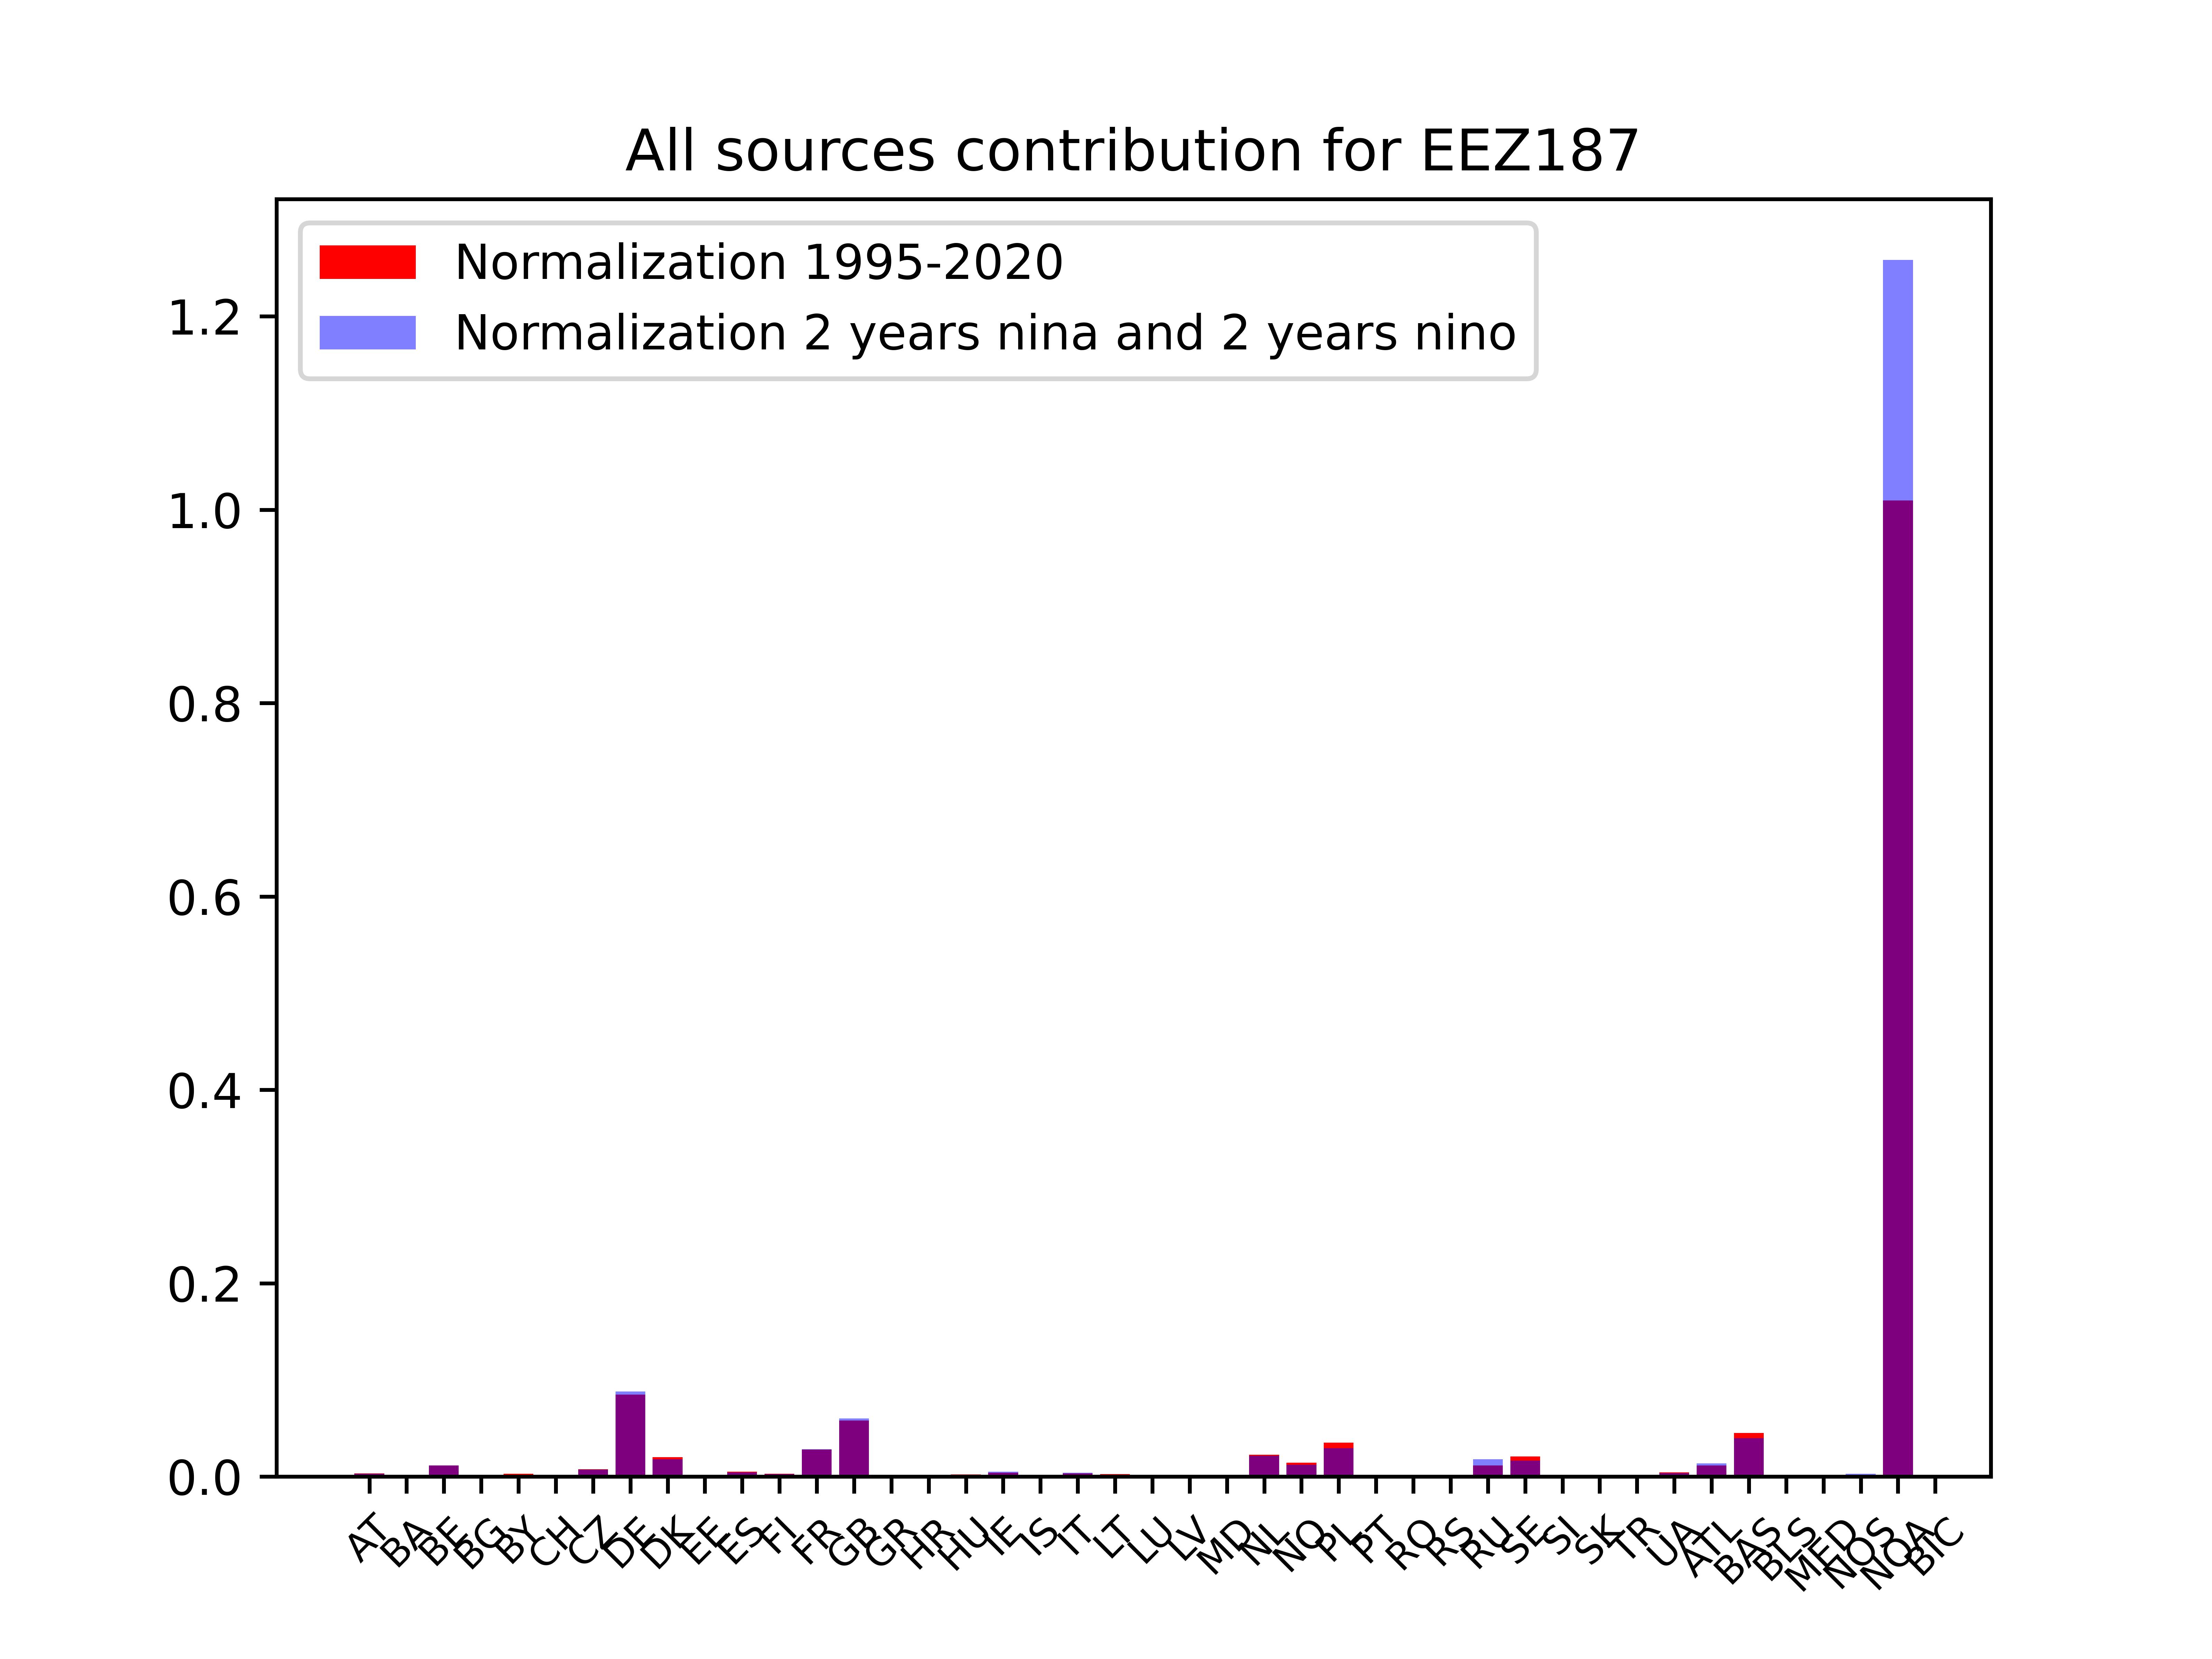 All sources contribution for EEZ187
Normalization 1995-2020
Normalization 2 years nina and 2 years nino
1.2
1.0
0.8
0.6
0.4
0.2
0.0
AT
BA
BE
BG
BY
CH
CZ
DE
DK
EE
ES
FI
FR
GB
GR
HR
HU
IE
IS
IT
LT
LU
LV
MD
NL
NO
PL
PT
RO
RS
RU
SE
SI
SK
TR
UA
ATL
BAS
BLS
MED
NOS
NOA
BIC